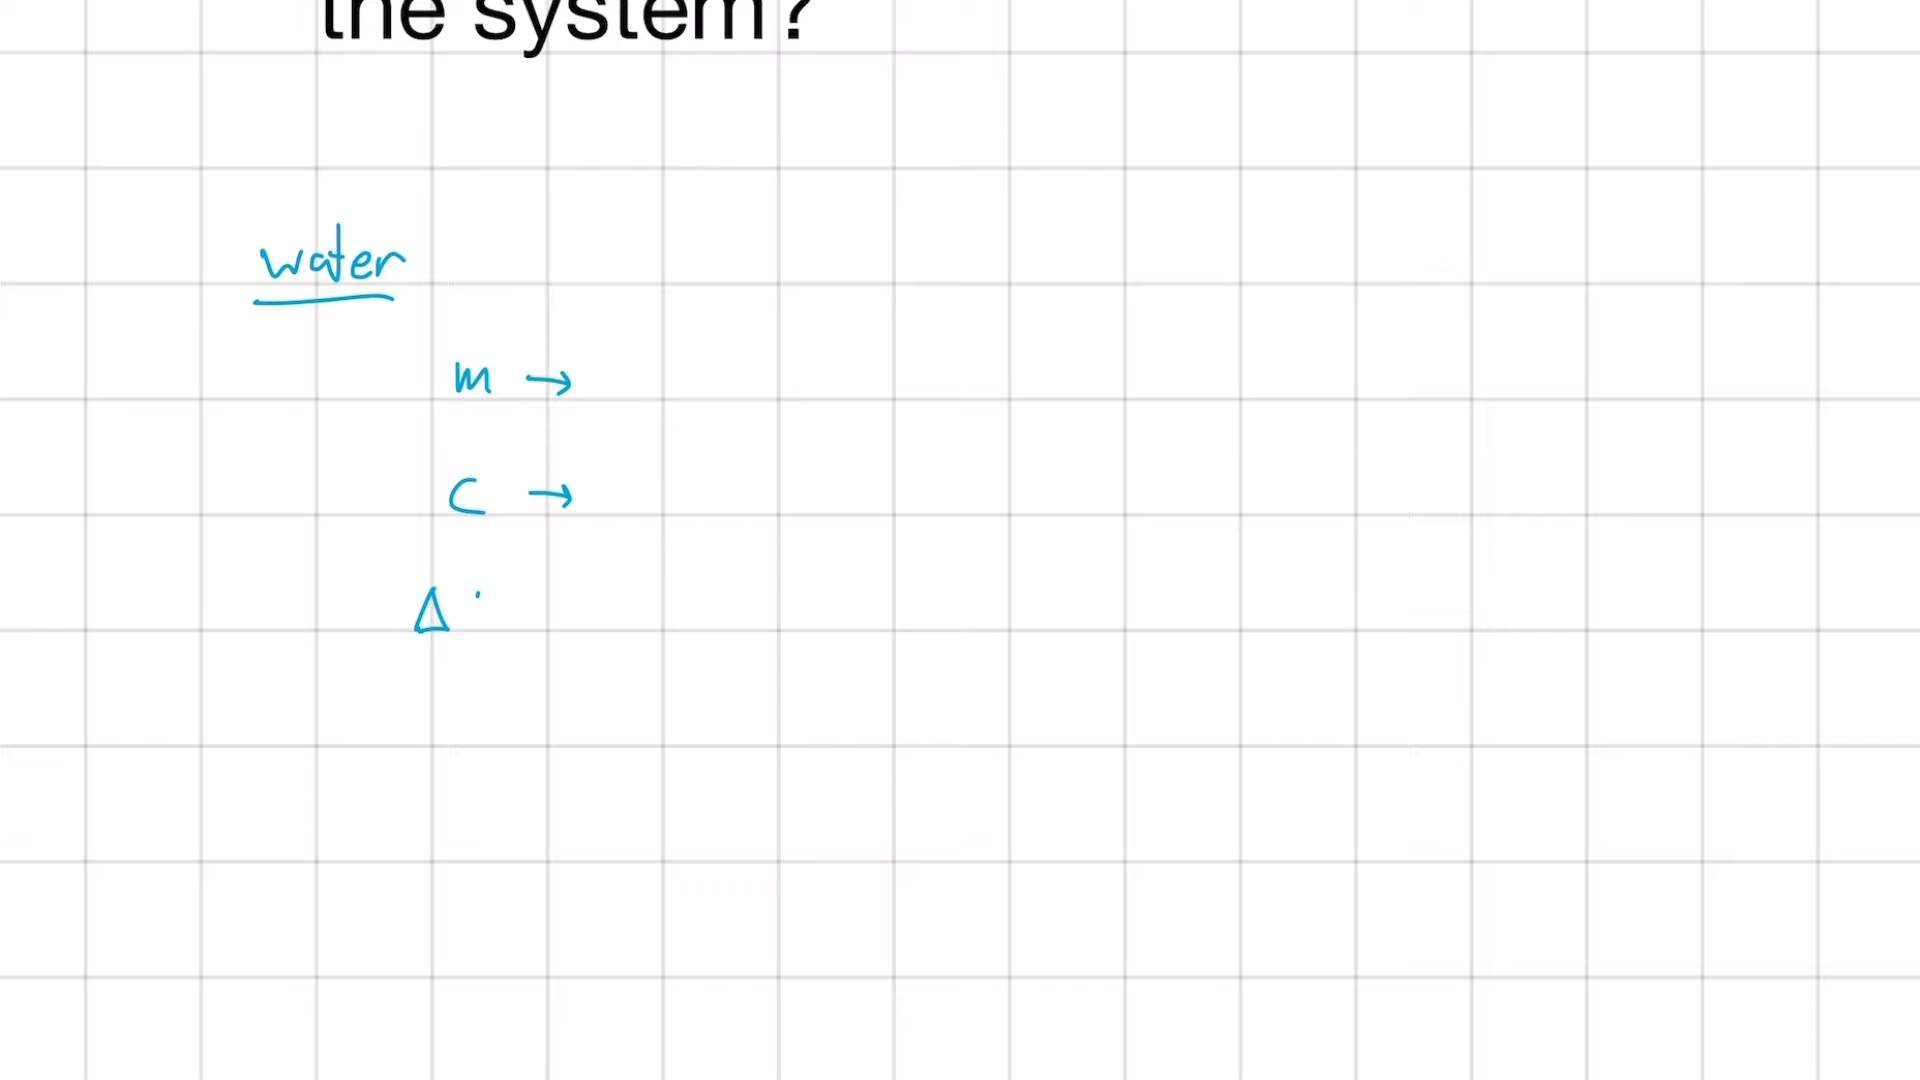 the system?
water
m →
c →
Δ